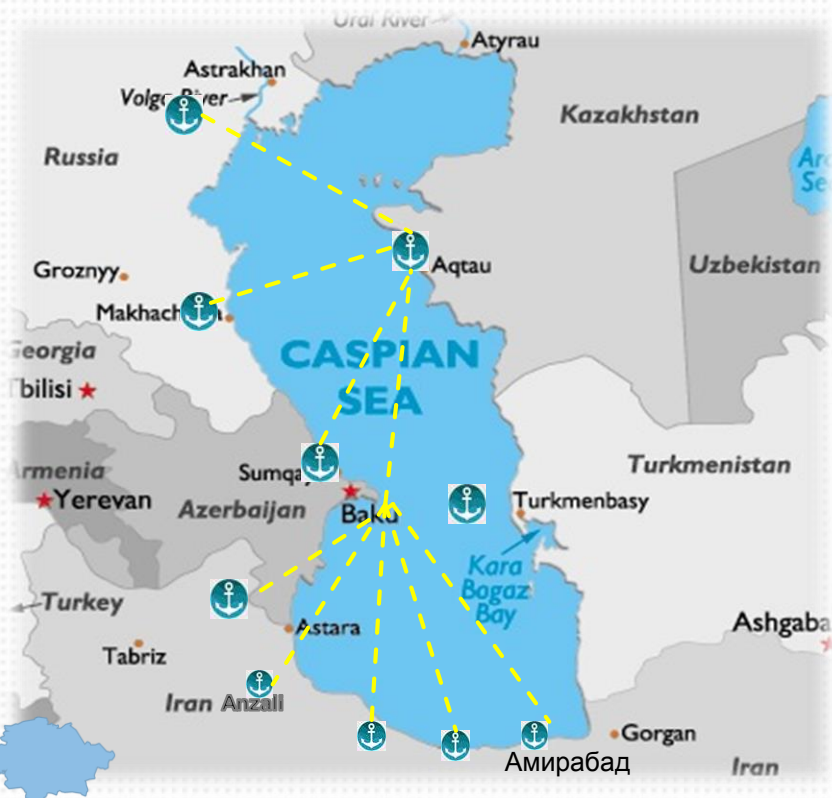 Ural River
Atyrau
Astrakhan
Volga River
Kazakhstan
Russia
Groznyy
Aqtau
Uzbekistan
Makhach
Georgia
Tbilisi
CASPIAN
SEA
Armenia
Yerevan
Sumqa
Azerbaijan
Baku
Turkmenistan
Turkmenbasy
Kara
Bogaz
Bay
Turkey
Astara
Tabriz
Ashgaba
Iran
Anzali
Gorgan
Амирабад
Iran